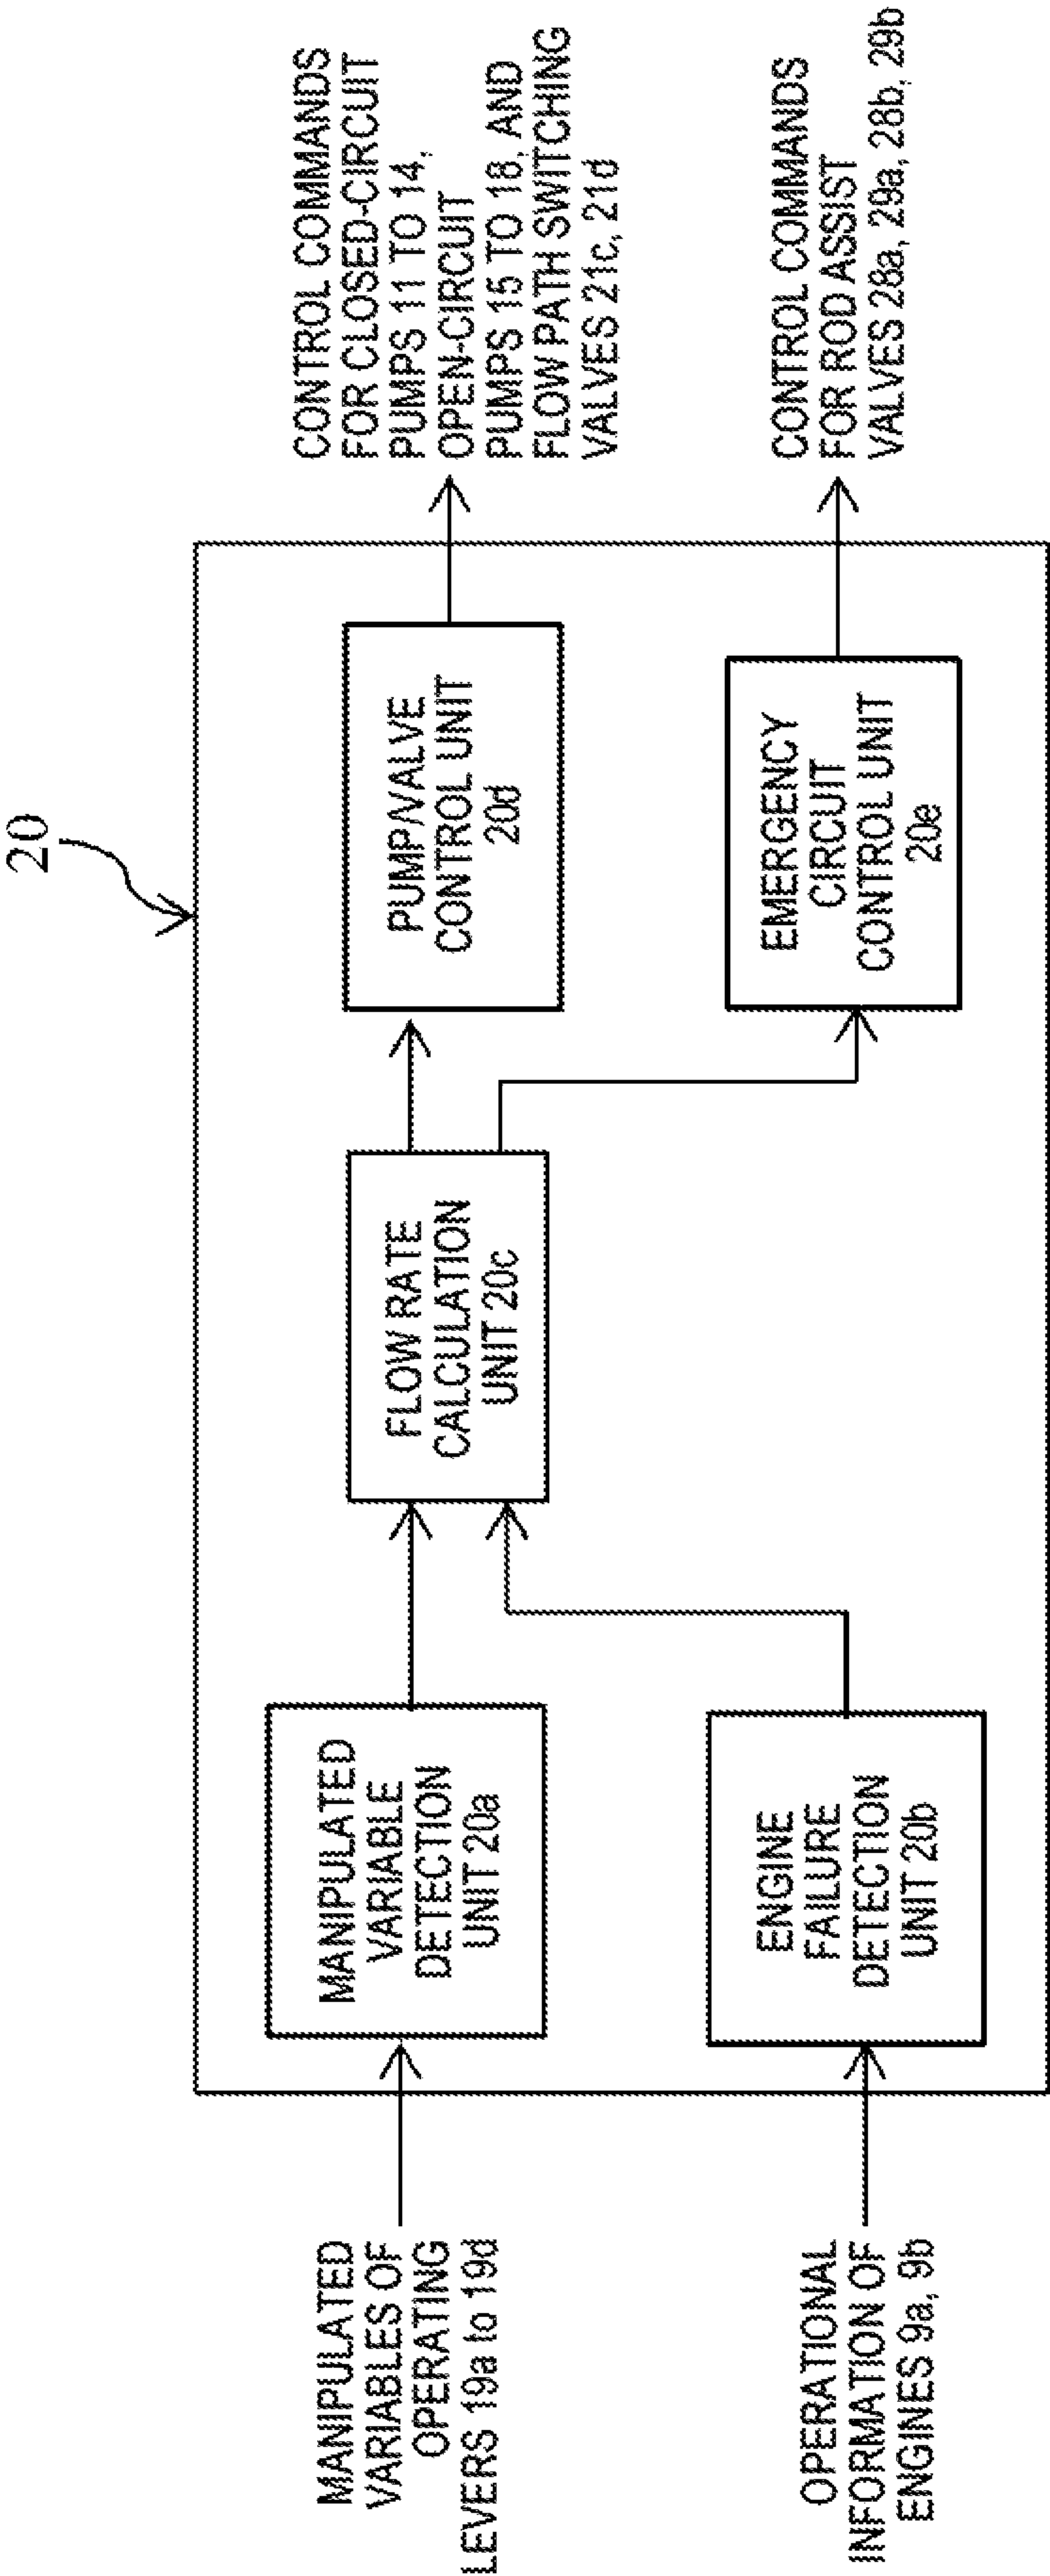 20
MANIPULATED
VARIABLES OF
OPERATING
LEVERS 19a to 19d
OPERATIONAL
INFORMATION OF
ENGINES 9a, 9b
MANIPULATED
VARIABLE
DETECTION
UNIT 20a
ENGINE
FAILURE
DETECTION
UNIT 20b
FLOW RATE
CALCULATION
UNIT 20c
PUMP/VALVE
CONTROL UNIT
20d
EMERGENCY
CIRCUIT
CONTROL UNIT
20e
CONTROL COMMANDS
FOR CLOSED-CIRCUIT
PUMPS 11 TO 14,
OPEN-CIRCUIT
PUMPS 15 TO 18, AND
FLOW PATH SWITCHING
VALVES 21c, 21d
CONTROL COMMANDS
FOR ROD ASSIST
VALVES 28a, 29a, 28b, 29b